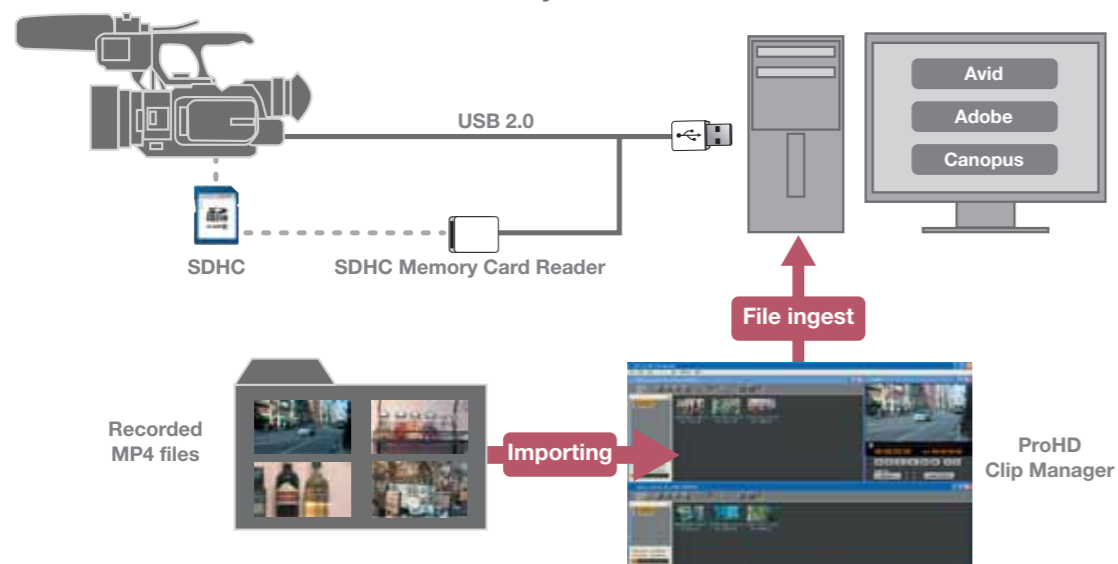 USB 2.0
Avid
Adobe
Canopus
SDHC
SDHC Memory Card Reader
File ingest
Recorded
MP4 files
Importing
ProHD
Clip Manager